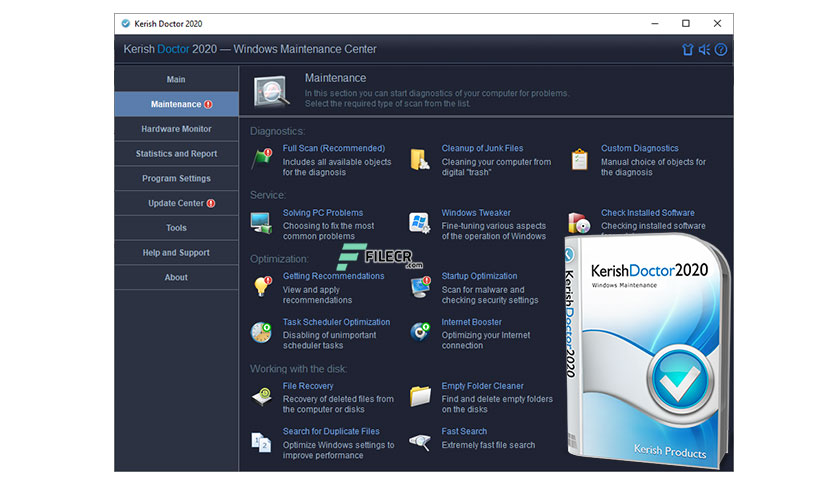 Kerish Doctor 2020
Kerish Doctor 2020 — Windows Maintenance Center
Main
Maintenance
Hardware Monitor
Statistics and Report
Program Settings
Update Center
Tools
Help and Support
About
Maintenance
In this section you can start diagnostics of your computer for problems.
Select the required type of scan from the list.
Diagnostics:
Full Scan (Recommended)
Includes all available objects
for the diagnosis
Cleanup of Junk Files
Cleaning your computer from
digital "trash"
Custom Diagnostics
Manual choice of objects for
the diagnosis
Service:
Solving PC Problems
Choosing to fix the most
common problems
Windows Tweaker
Fine-tuning various aspects
of the operation of Windows
Check Installed Software
Checking installed software
FILECR
.com
Optimization:
Getting Recommendations
View and apply
recommendations
Startup Optimization
Scan for malware and
checking security settings
Task Scheduler Optimization
Disabling of unimportant
scheduler tasks
Internet Booster
Optimizing your Internet
connection
Working with the disk:
File Recovery
Recovery of deleted files from
the computer or disks
Empty Folder Cleaner
Find and delete empty folders
on the disks
Search for Duplicate Files
Optimize Windows settings to
improve performance
Fast Search
Extremely fast file search
KerishDoctor2020
Windows Maintenance
KerishDoctor2020
Kerish Products